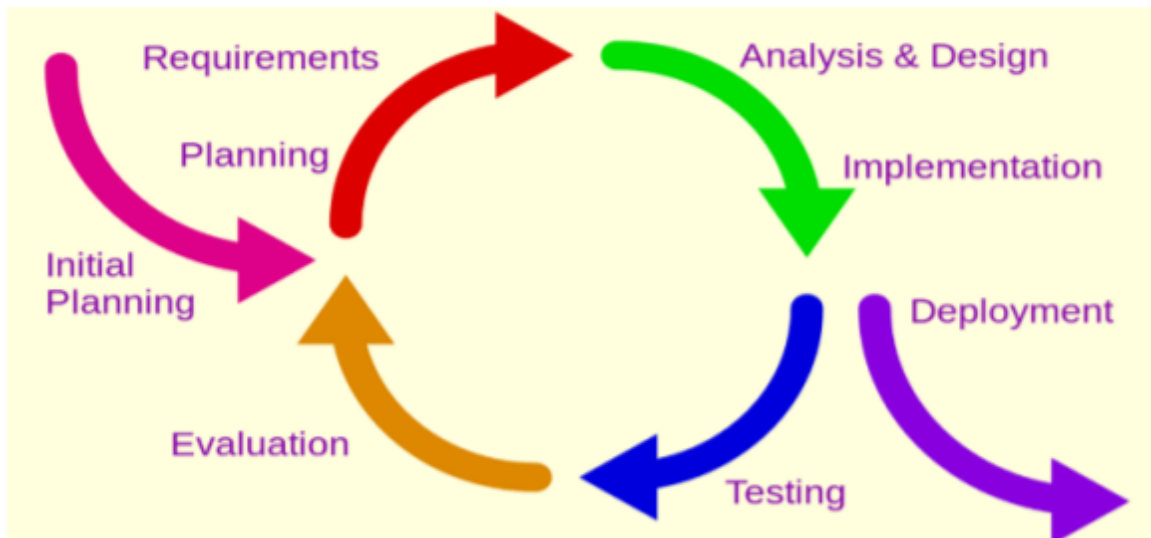 Requirements
Analysis & Design
Planning
Implementation
Initial
Planning
Deployment
Evaluation
Testing